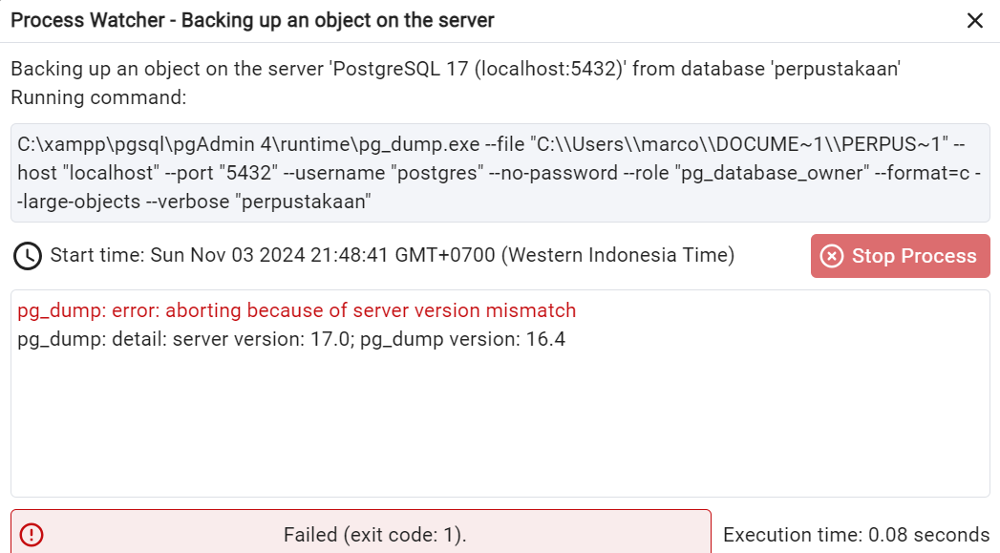 Process Watcher - Backing up an object on the server
Backing up an object on the server 'PostgreSQL 17 (localhost:5432)' from database 'perpustakaan'
Running command:
C:\xampp\pgsql\pgAdmin 4\runtime\pg_dump.exe --file "C:\\Users\\marco\\DOCUME~1\\PERPUS~1" --
host "localhost" --port "5432" --username "postgres" --no-password --role "pg_database_owner" --format=c -
-large-objects --verbose "perpustakaan"
Start time: Sun Nov 03 2024 21:48:41 GMT+0700 (Western Indonesia Time)
Stop Process
pg_dump: error: aborting because of server version mismatch
pg_dump: detail: server version: 17.0; pg_dump version: 16.4
Failed (exit code: 1).
Execution time: 0.08 seconds